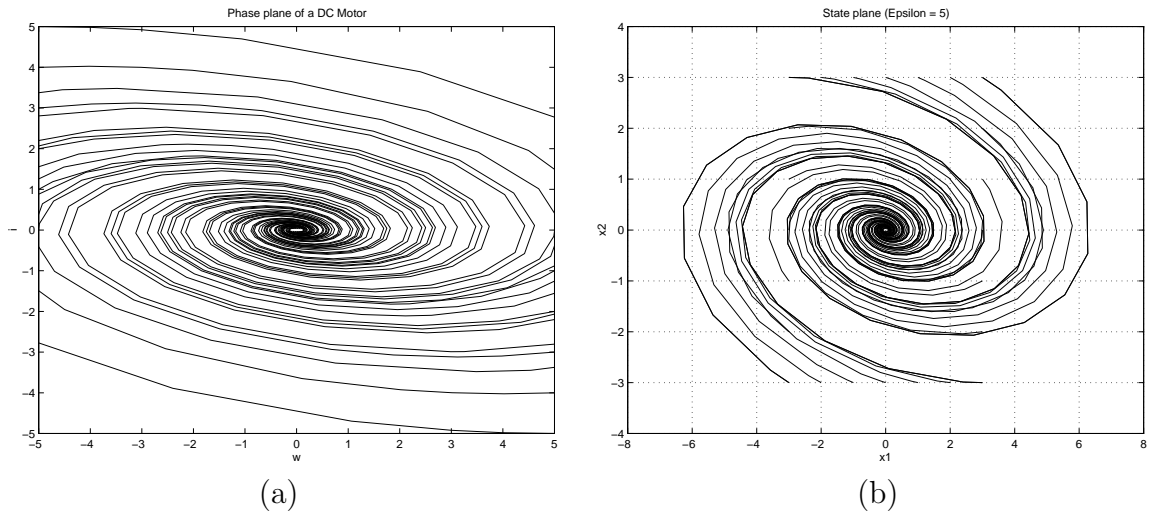 Phase plane of a DC Motor
5
4
3
2
1
0
−1
−2
−3
−4
−5
i
−5 −4 −3 −2 −1 0 1 2 3 4 5
w
(a)
State plane (Epsilon = 5)
4
3
2
1
0
−1
−2
−3
−4
x2
−8 −6 −4 −2 0 2 4 6 8
x1
(b)